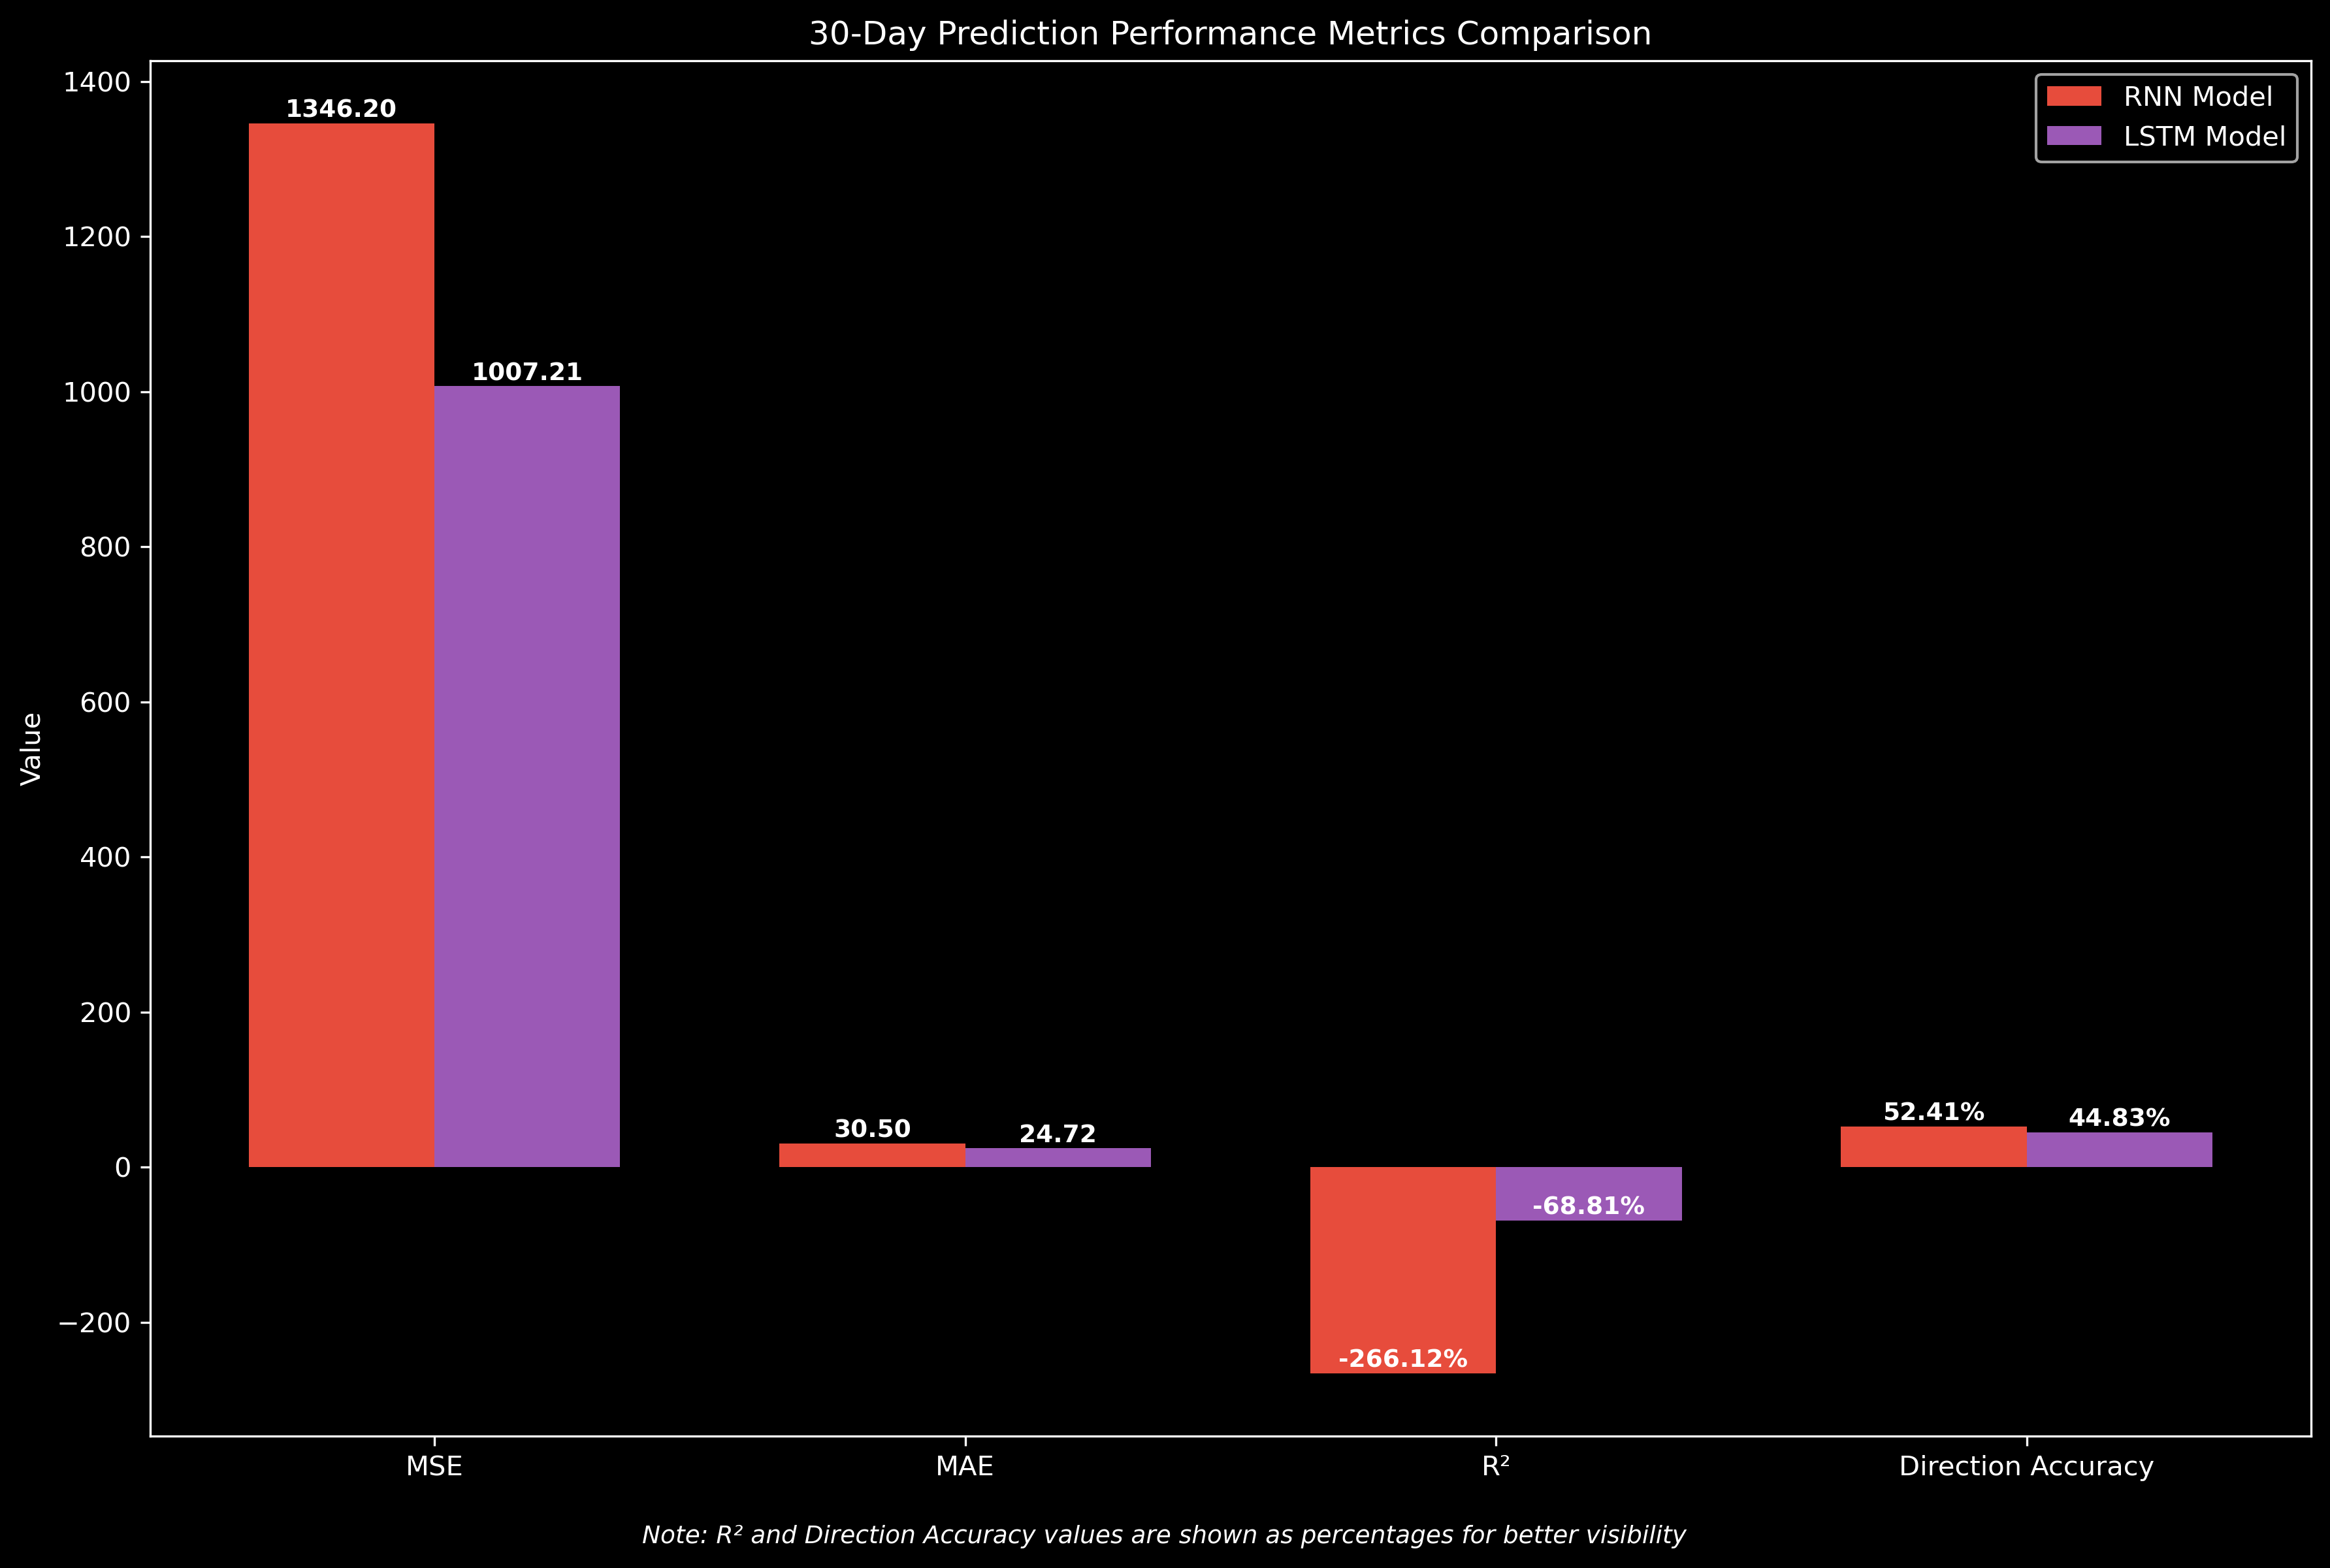 30-Day Prediction Performance Metrics Comparison
RNN Model
LSTM Model
Value
1400
1200
1000
800
600
400
200
0
−200
1346.20
1007.21
30.50
24.72
-266.12%
-68.81%
52.41%
44.83%
MSE
MAE
R²
Direction Accuracy
Note: R² and Direction Accuracy values are shown as percentages for better visibility